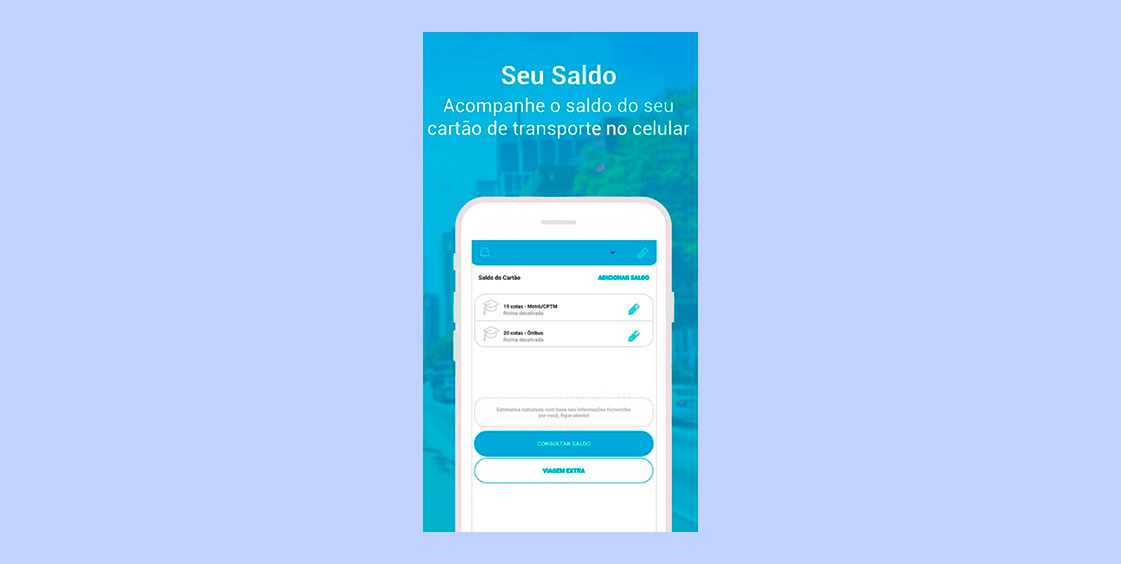 Seu Saldo
Acompanhe o saldo do seu
cartão de transporte no celular
Saldo do Cartão ADICIONAR SALDO
19 cotas - Metrô/CPTM
Rotina desativada
20 cotas - Ônibus
Rotina desativada
Estimativa calculada com base nas informações fornecidas
por você, fique atento!
CONSULTAR SALDO
VIAGEM EXTRA